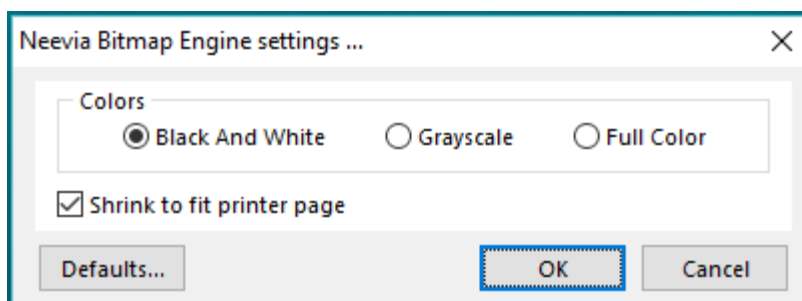 Neevia Bitmap Engine settings ...
Colors
Black And White Grayscale Full Color
Shrink to fit printer page
Defaults... OK Cancel